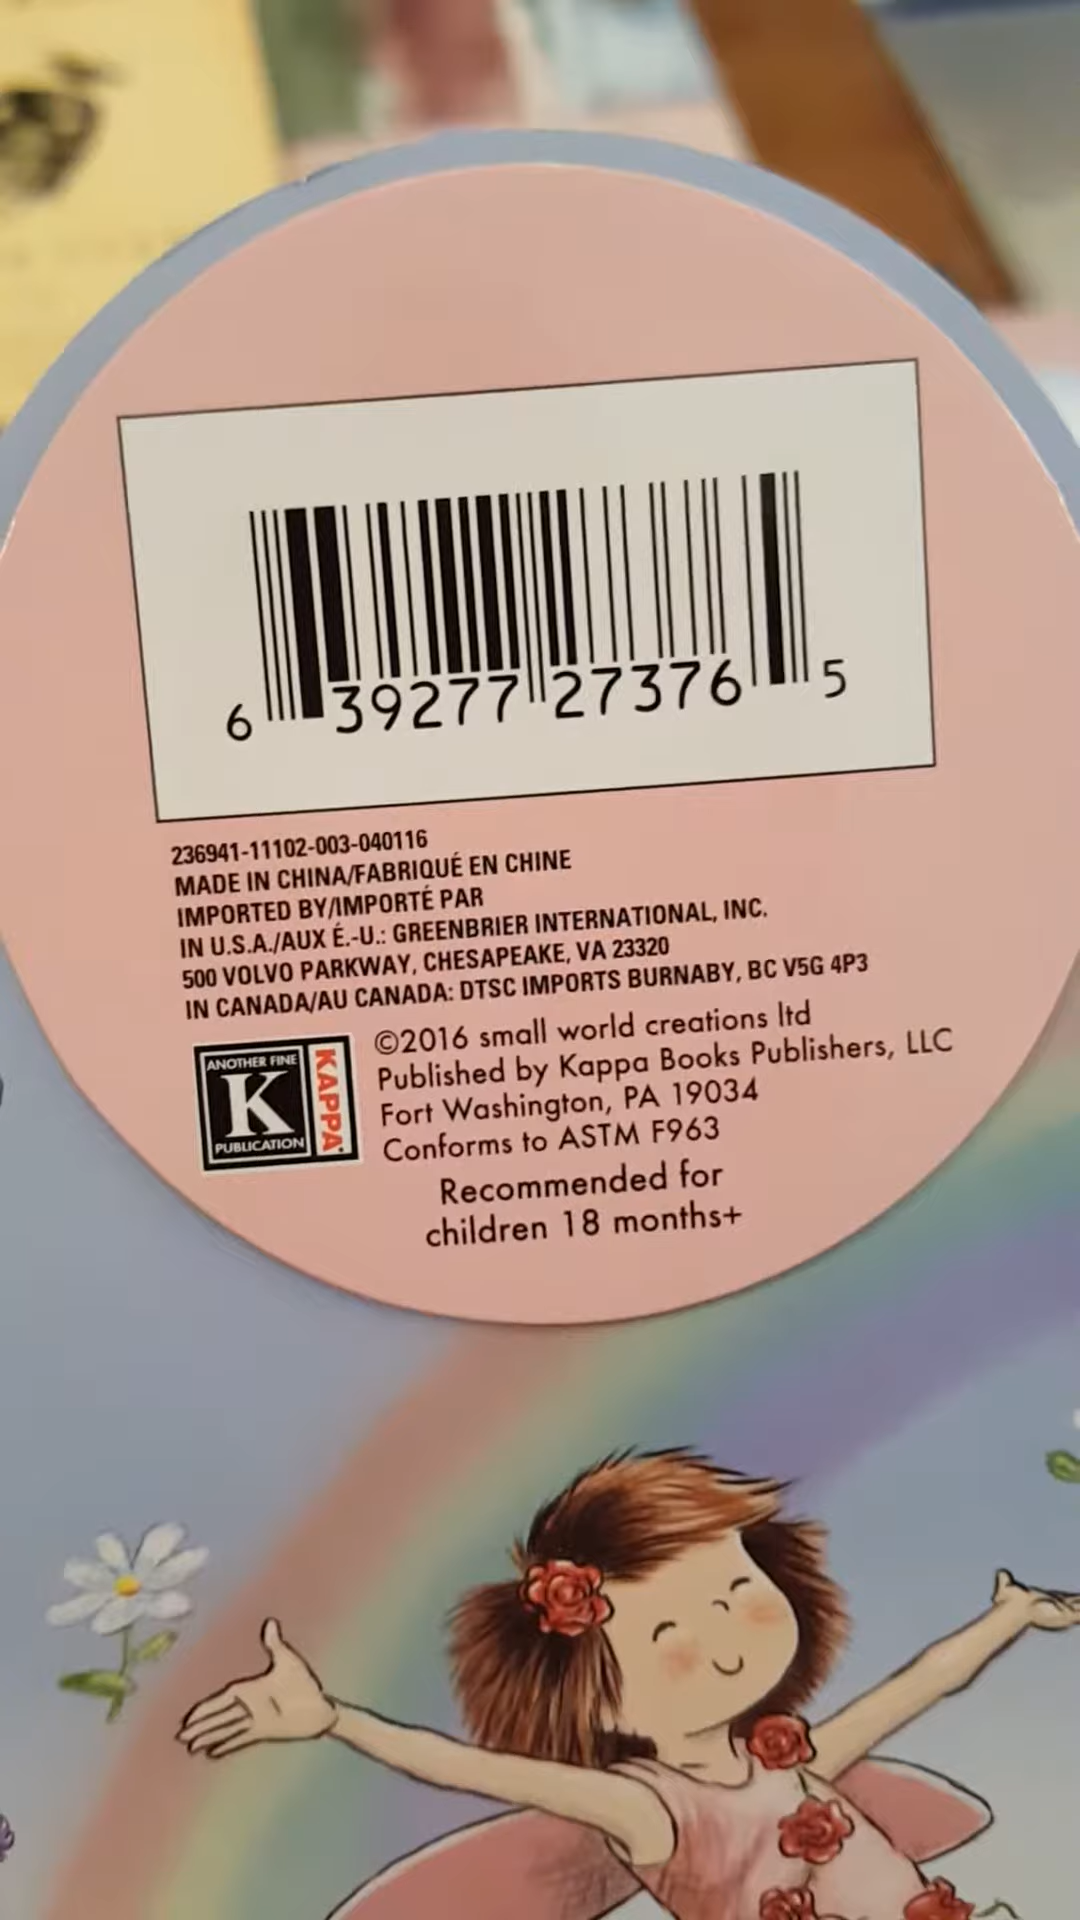 6 39277 27376 5
236941-11102-003-040116
MADE IN CHINA/FABRIQUÉ EN CHINE
IMPORTED BY/IMPORTÉ PAR
IN U.S.A./AUX É.-U.: GREENBRIER INTERNATIONAL, INC.
500 VOLVO PARKWAY, CHESAPEAKE, VA 23320
IN CANADA/AU CANADA: DTSC IMPORTS BURNABY, BC V5G 4P3
ANOTHER FINE
K
PUBLICATION
KAPPA
©2016 small world creations ltd
Published by Kappa Books Publishers, LLC
Fort Washington, PA 19034
Conforms to ASTM F963
Recommended for
children 18 months+